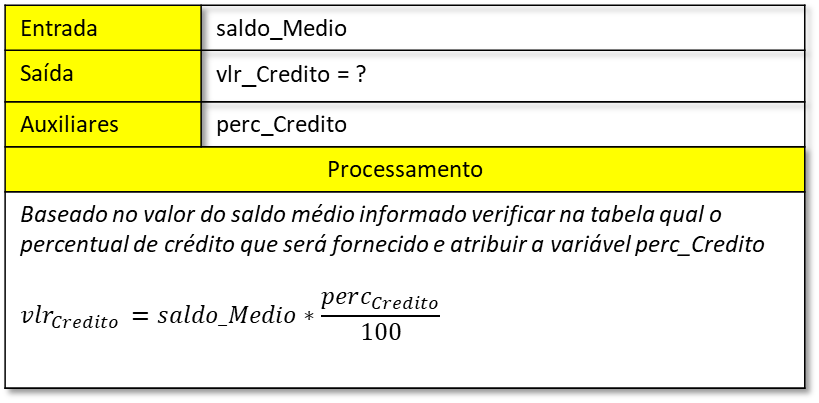 Entrada saldo_Medio
Saída vlr_Credito = ?
Auxiliares perc_Credito
Processamento
Baseado no valor do saldo médio informado verificar na tabela qual o
percentual de crédito que será fornecido e atribuir a variável perc_Credito
vlr_Credito = saldo_Medio * perc_Credito / 100